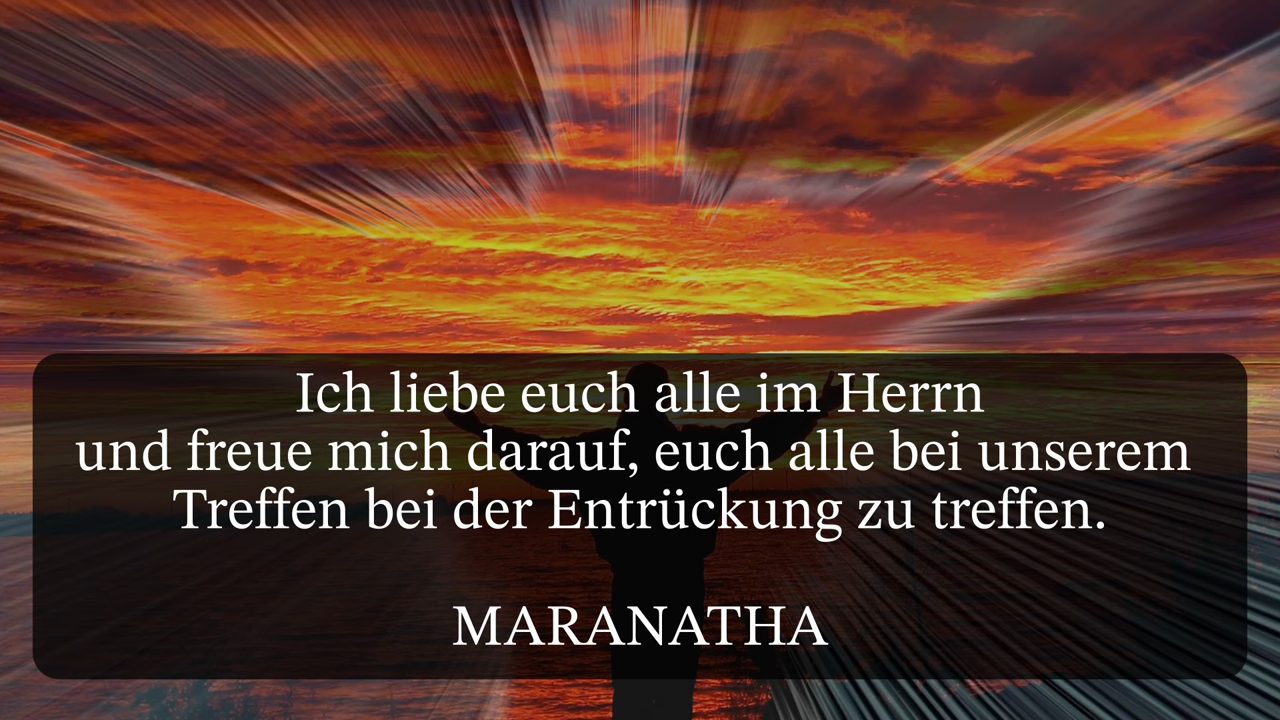 Ich liebe euch alle im Herrn
und freue mich darauf, euch alle bei unserem
Treffen bei der Entrückung zu treffen.
MARANATHA